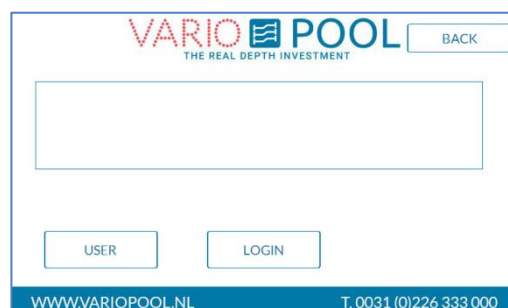 VARIO POOL
THE REAL DEPTH INVESTMENT
BACK
USER
LOGIN
WWW.VARIOPOOL.NL
T. 0031 (0)226 333 000